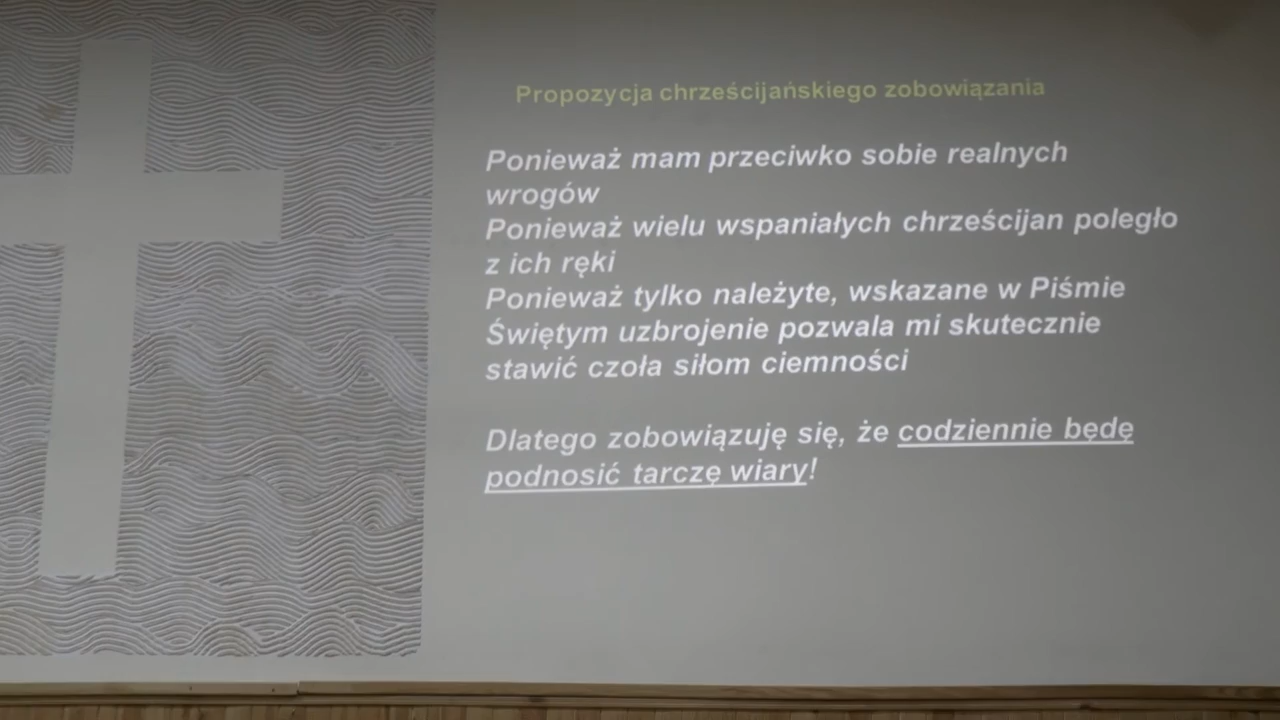 Propozycja chrześcijańskiego zobowiązania
Ponieważ mam przeciwko sobie realnych
wrogów
Ponieważ wielu wspaniałych chrześcijan poległo
z ich ręki
Ponieważ tylko należyte, wskazane w Piśmie
Świętym uzbrojenie pozwala mi skutecznie
stawić czoła siłom ciemności
Dlatego zobowiązuję się, że codziennie będę
podnosić tarczę wiary!